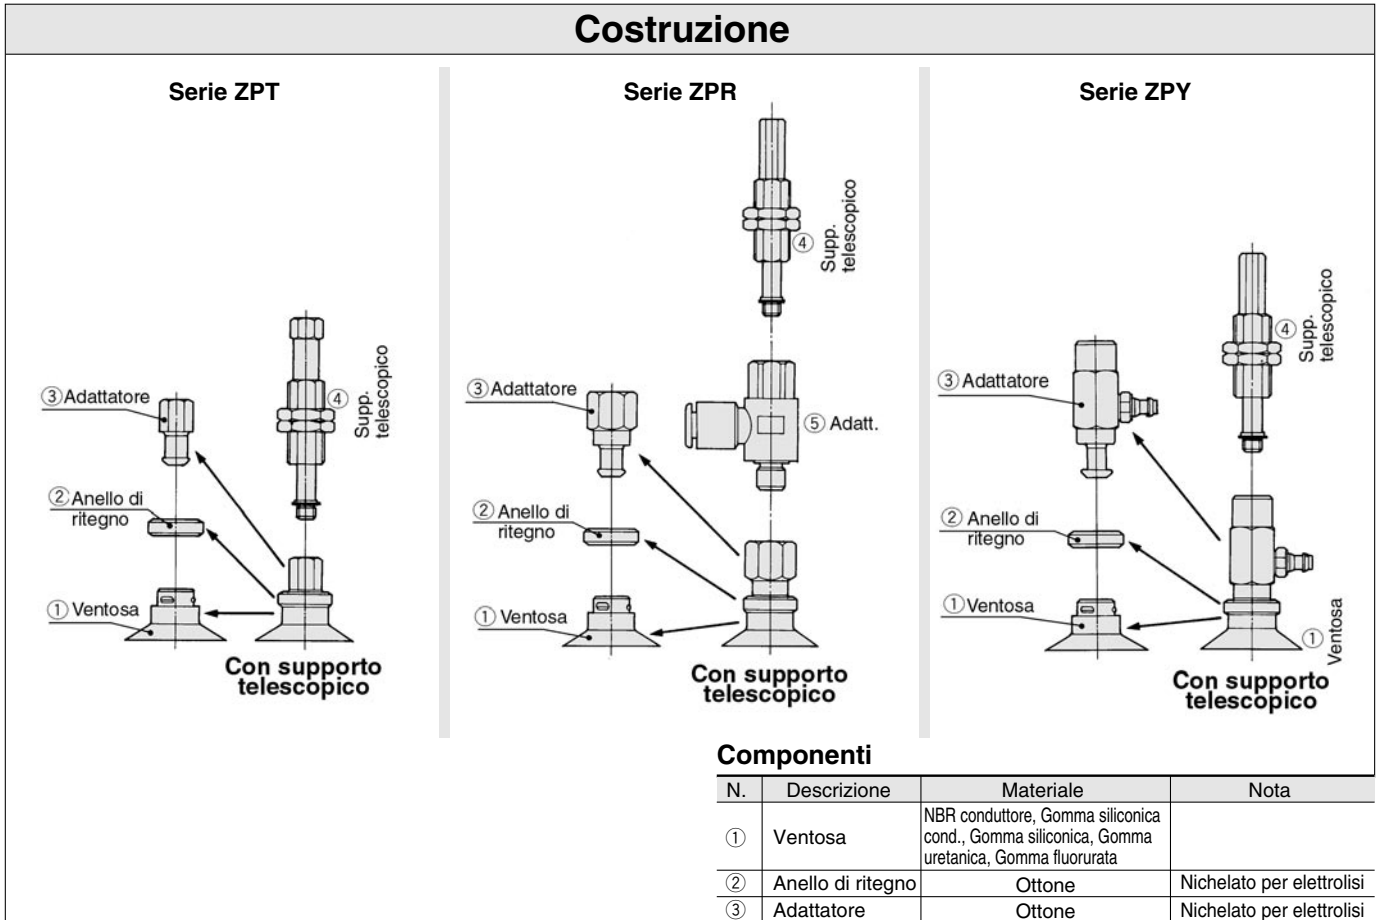 Costruzione
Serie ZPT
③ Adattatore
④
Supp.
telescopico
② Anello di
ritegno
① Ventosa
Con supporto
telescopico
Serie ZPR
④
Supp.
telescopico
③ Adattatore
⑤ Adatt.
② Anello di
ritegno
① Ventosa
Con supporto
telescopico
Serie ZPY
④
Supp.
telescopico
③ Adattatore
② Anello di
ritegno
① Ventosa
①
Ventosa
Con supporto
telescopico
Componenti
N. Descrizione Materiale Nota
① Ventosa NBR conduttore, Gomma siliconica
cond., Gomma siliconica, Gomma
uretanica, Gomma fluorurata
② Anello di ritegno Ottone Nichelato per elettrolisi
③ Adattatore Ottone Nichelato per elettrolisi